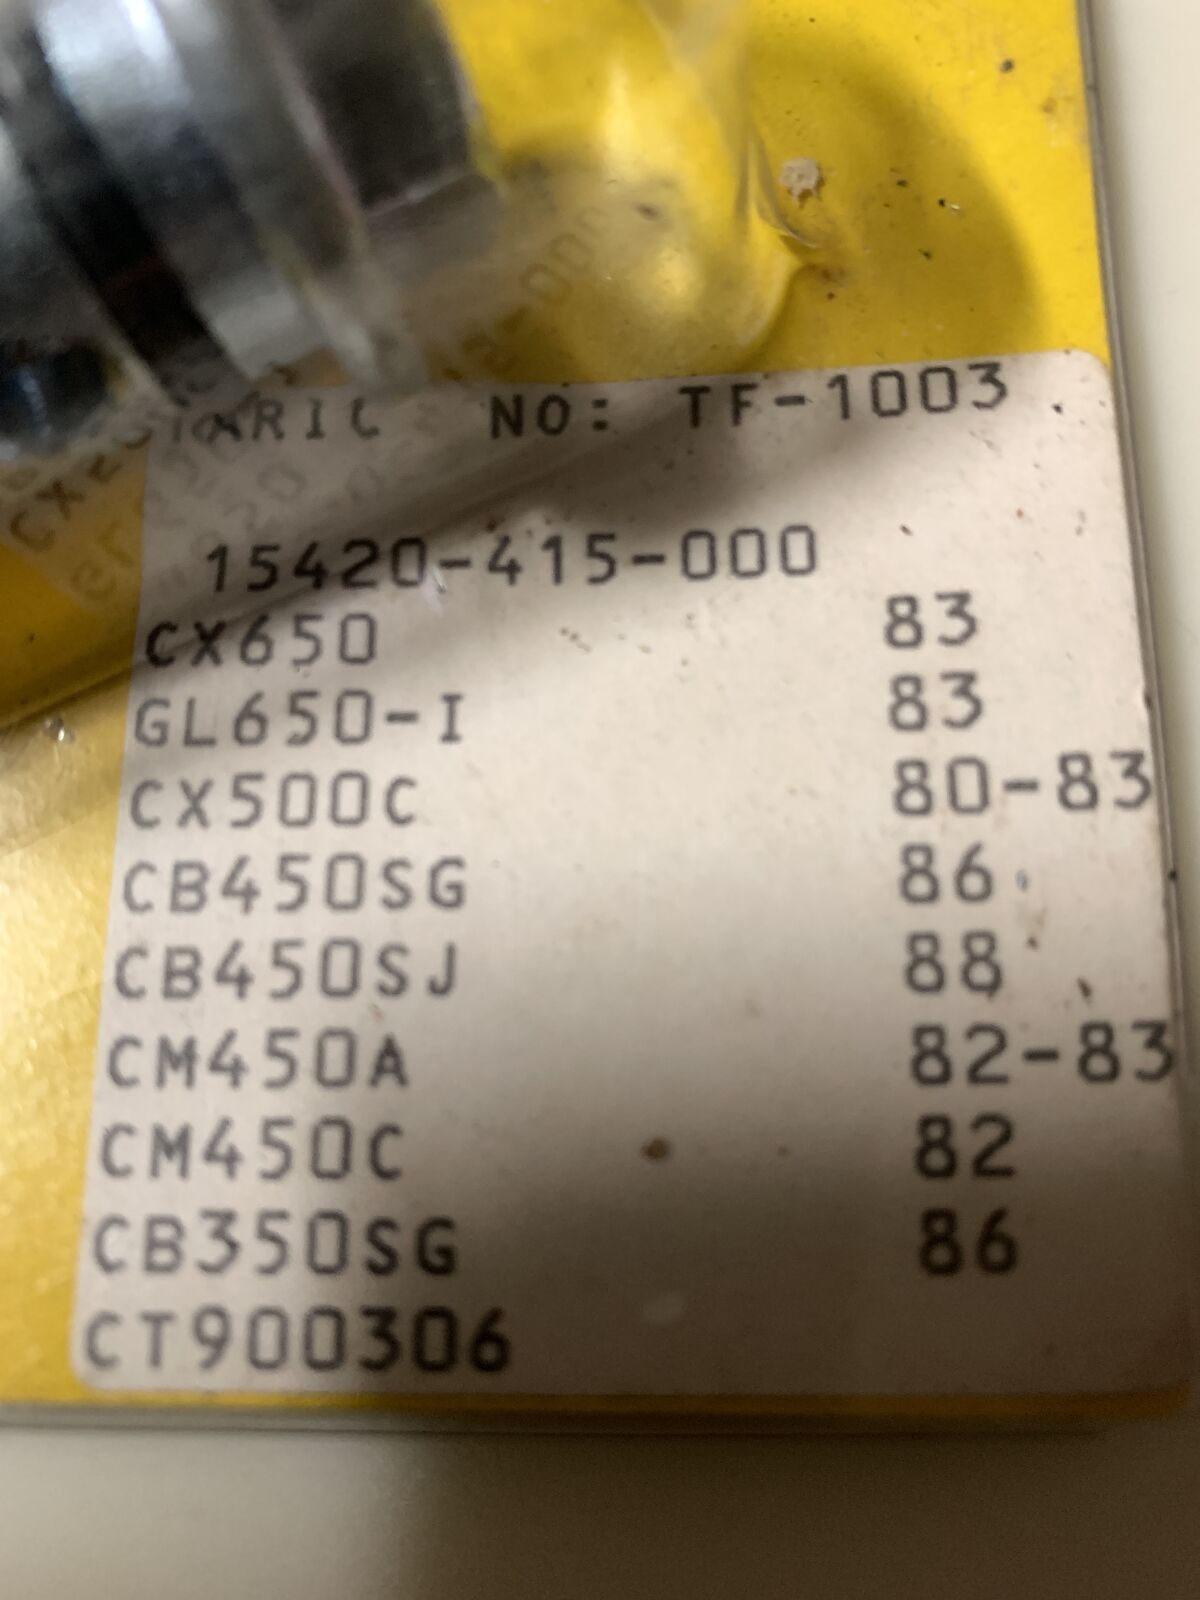 NO: TF-1003
15420-415-000
CX650 83
GL650-I 83
CX500C 80-83
CB450SG 86
CB450SJ 88
CM450A 82-83
CM450C 82
CB350SG 86
CT900306